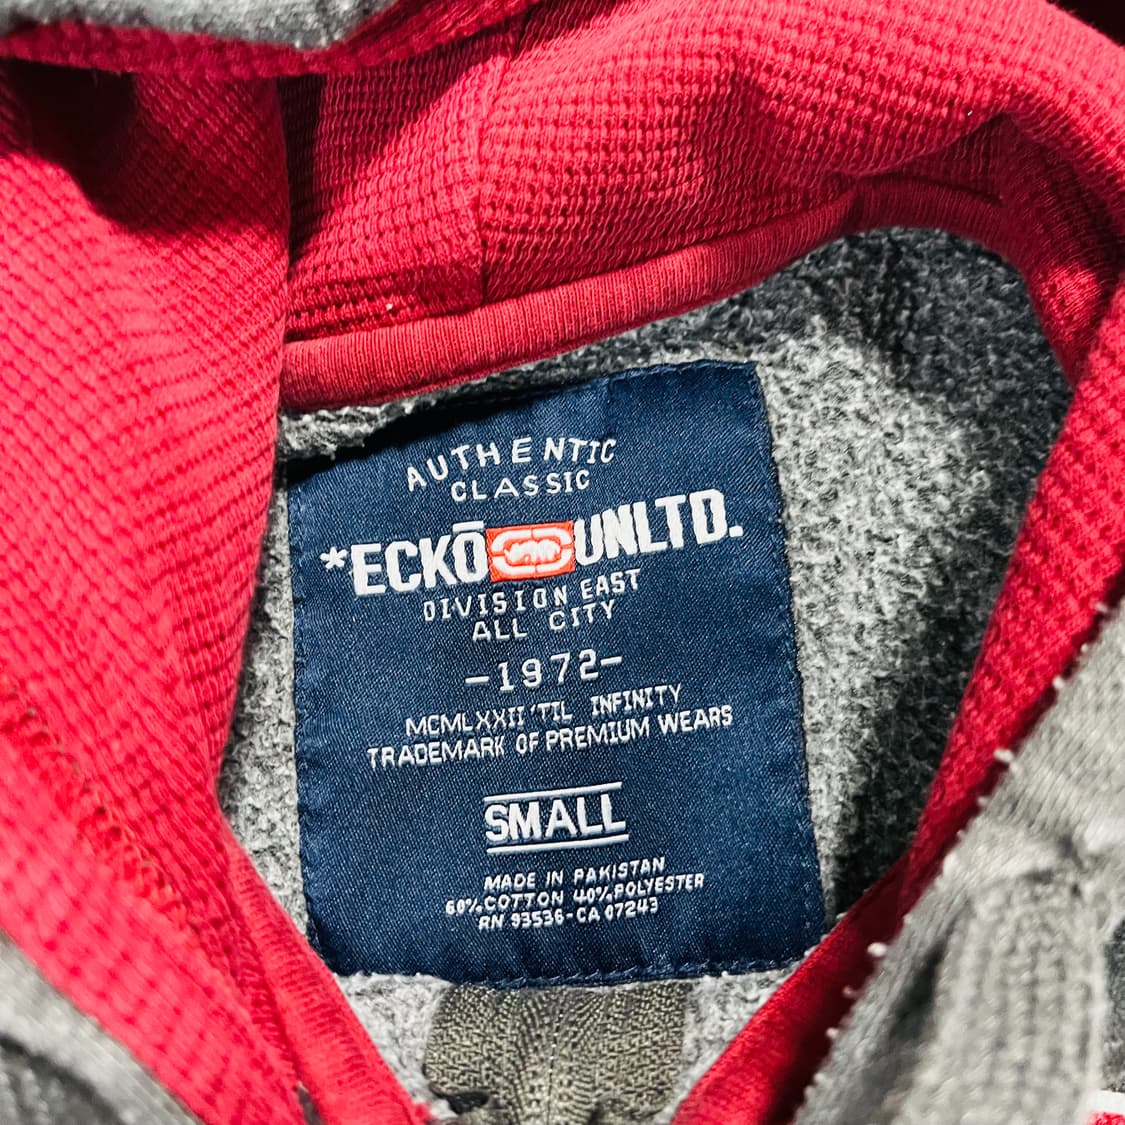 AUTHENTIC
CLASSIC
*ECKŌ UNLTD.
DIVISION EAST
ALL CITY
-1972-
MCMLXXII 'TIL INFINITY
TRADEMARK OF PREMIUM WEARS
SMALL
MADE IN PAKISTAN
60% COTTON 40% POLYESTER
RN 93536-CA 07243